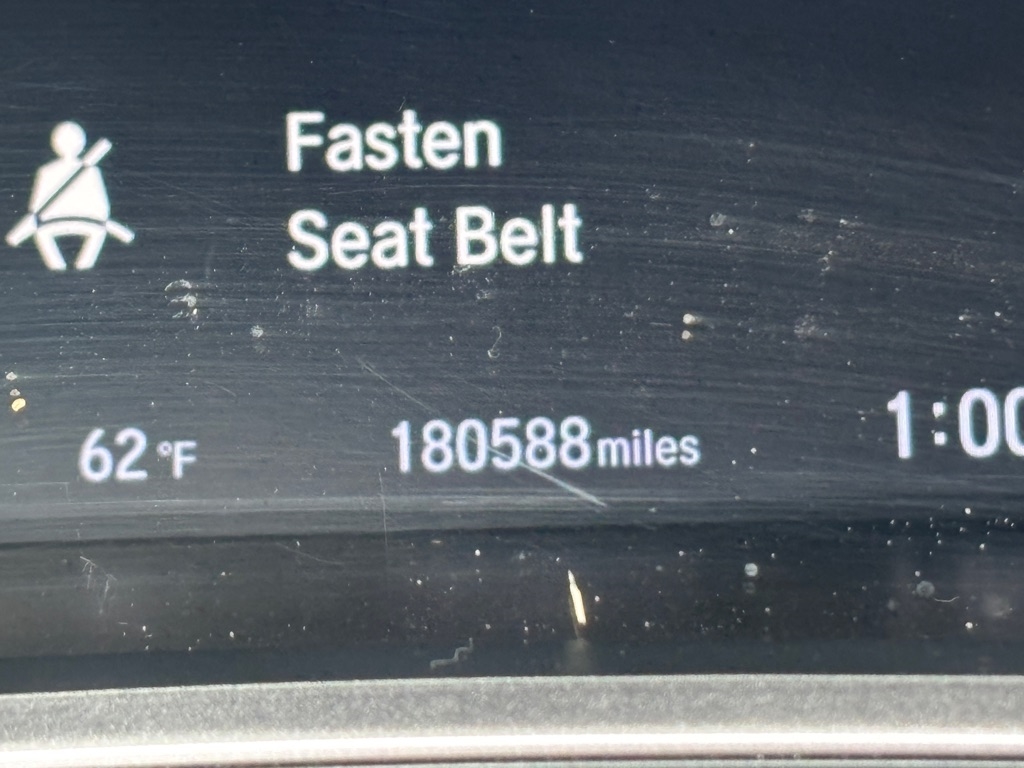 Fasten
Seat Belt
62 °F 180588 miles 1:00